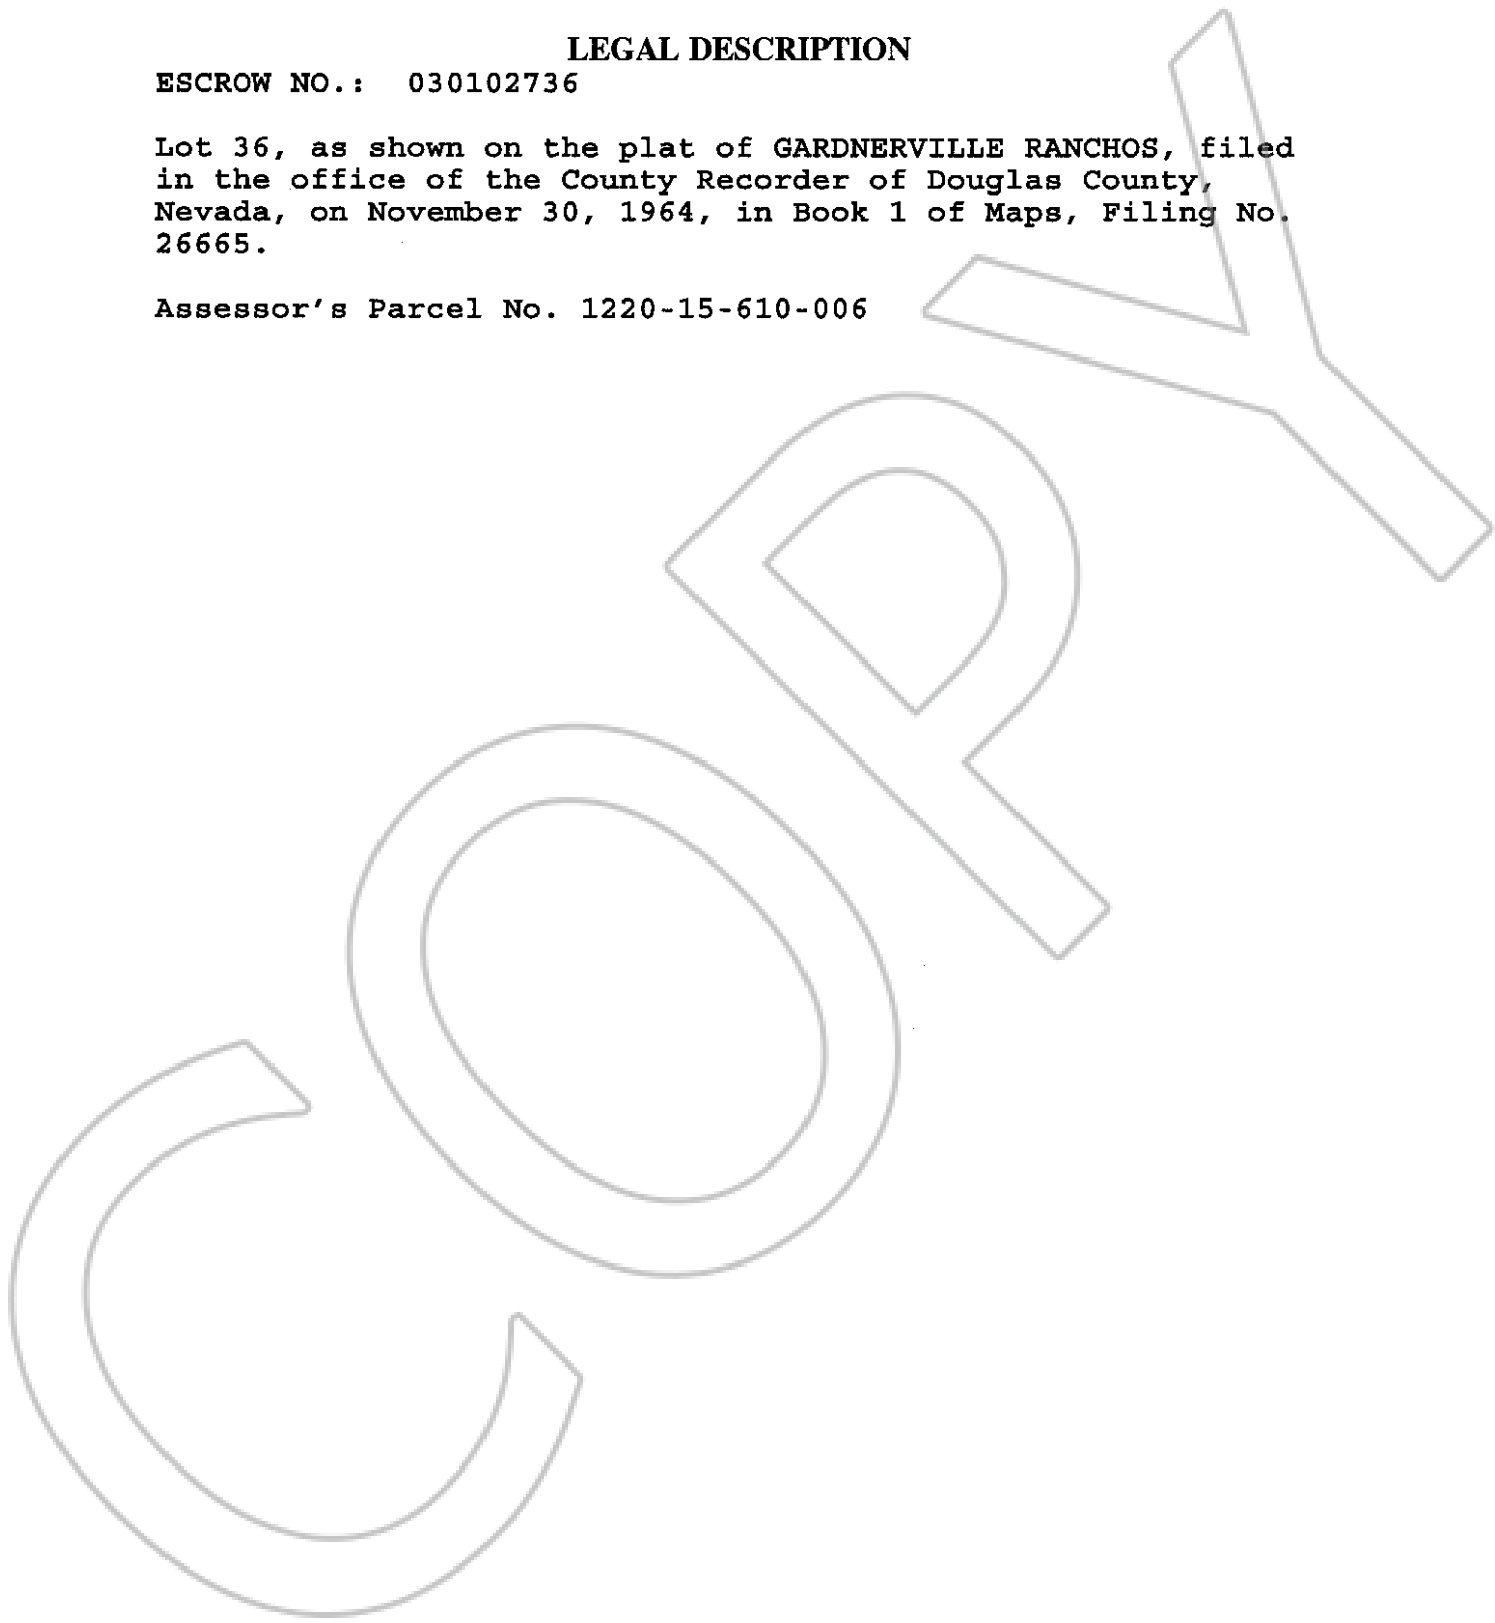 LEGAL DESCRIPTION
ESCROW NO.: 030102736
Lot 36, as shown on the plat of GARDNERVILLE RANCHOS, filed
in the office of the County Recorder of Douglas County,
Nevada, on November 30, 1964, in Book 1 of Maps, Filing No.
26665.
Assessor's Parcel No. 1220-15-610-006
COPY